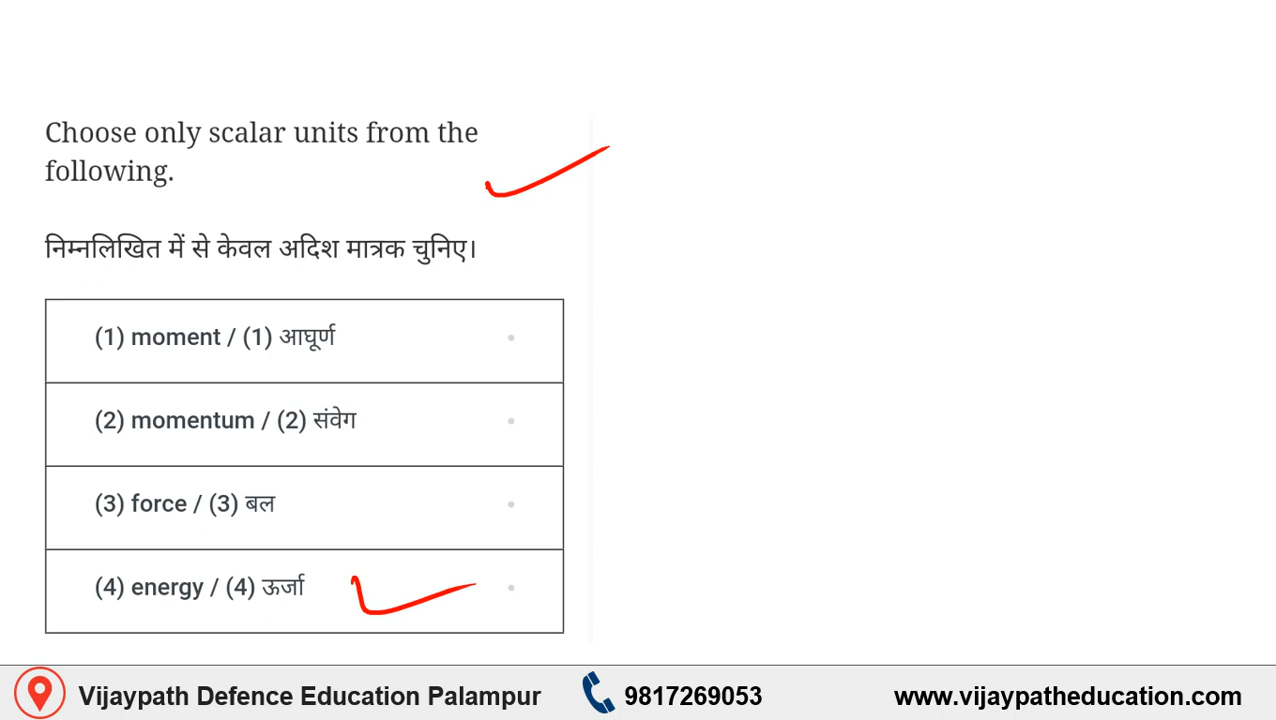 Choose only scalar units from the
following.
निम्नलिखित में से केवल अदिश मात्रक चुनिए।
(1) moment / (1) आघूर्ण
(2) momentum / (2) संवेग
(3) force / (3) बल
(4) energy / (4) ऊर्जा
Vijaypath Defence Education Palampur 9817269053 www.vijaypatheducation.com